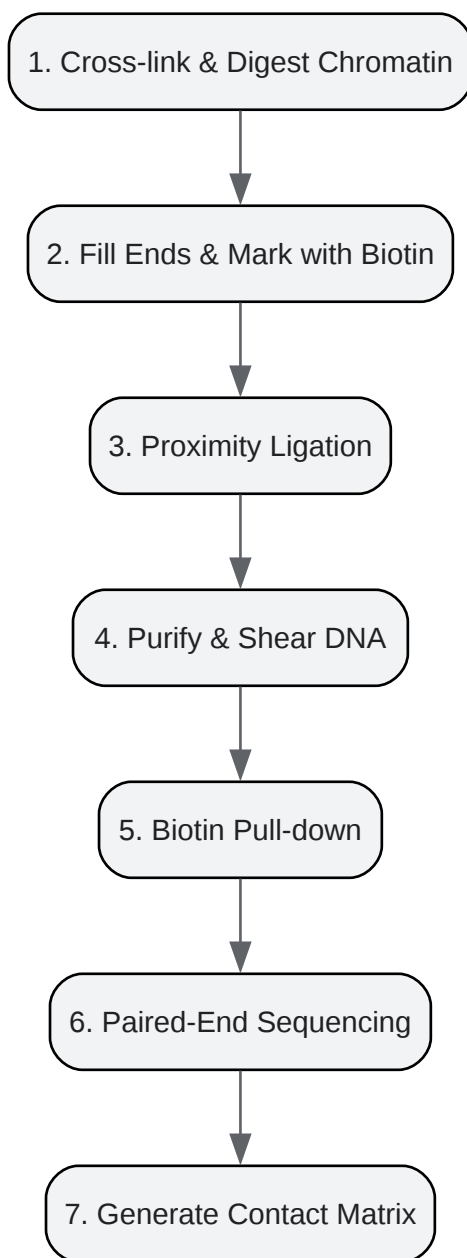 1. Cross-link & Digest Chromatin
2. Fill Ends & Mark with Biotin
3. Proximity Ligation
4. Purify & Shear DNA
5. Biotin Pull-down
6. Paired-End Sequencing
7. Generate Contact Matrix